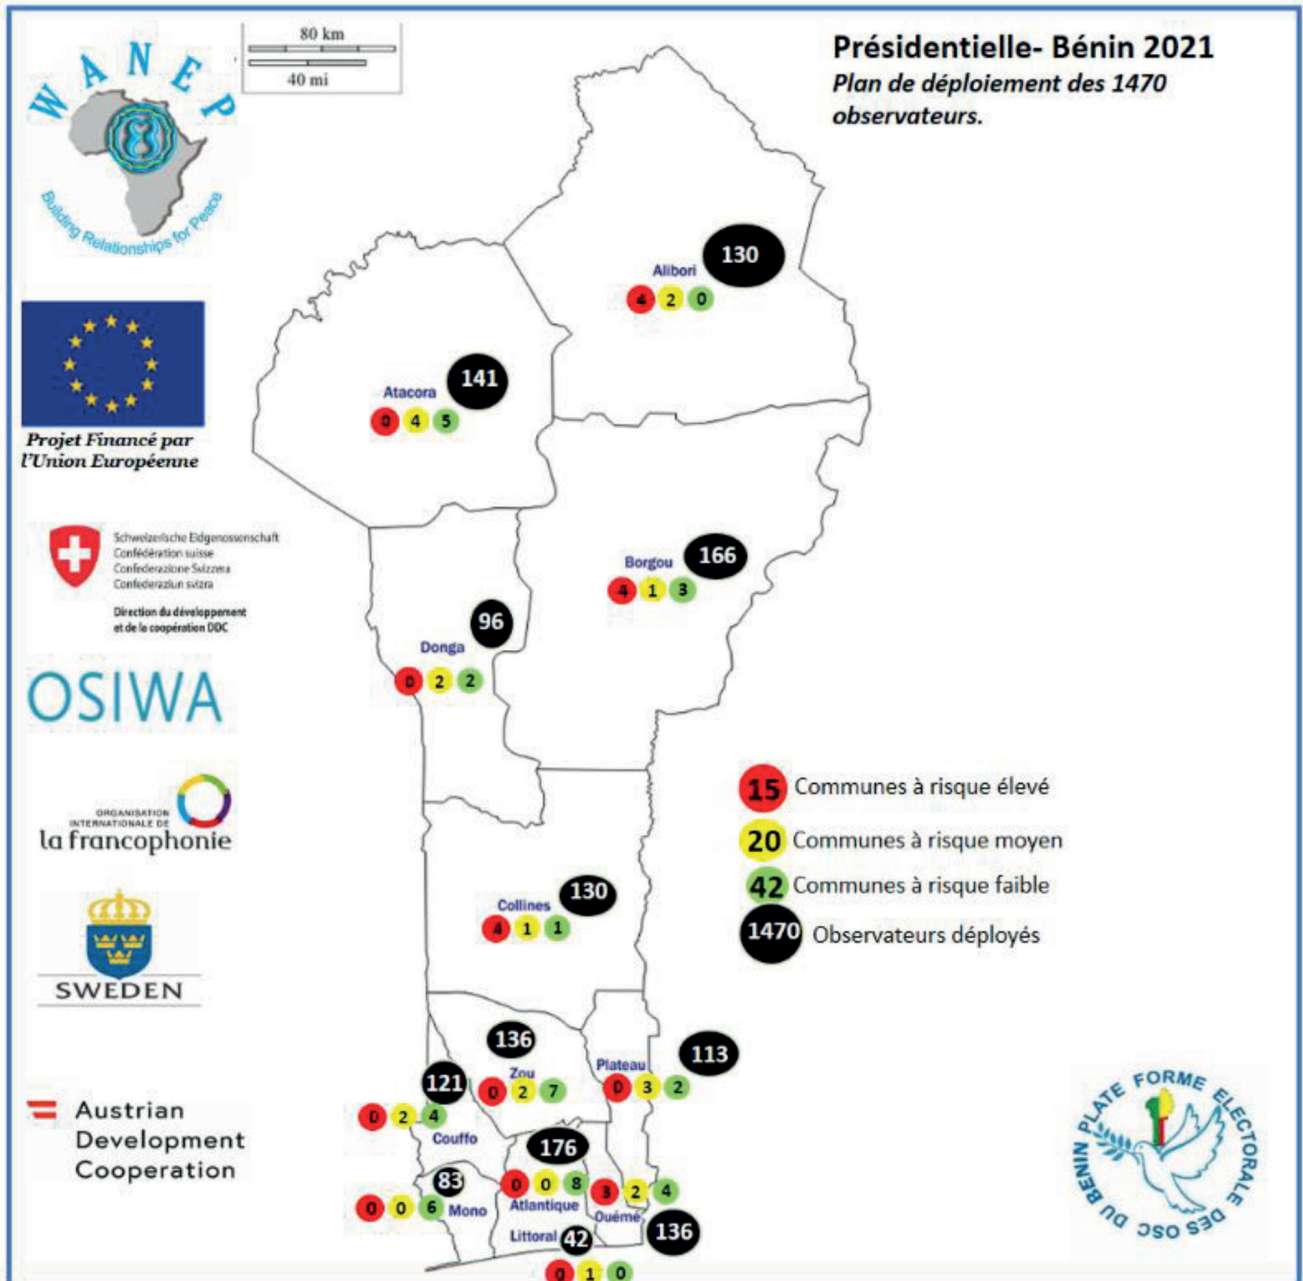 80 km
40 mi
WANEP
Building Relationships for Peace
Présidentielle- Bénin 2021
Plan de déploiement des 1470
observateurs.
130
Alibori
4 2 0
141
Atacora
0 4 5
Projet Financé par
l'Union Européenne
Schweizerische Eidgenossenschaft
Confédération suisse
Confederazione Svizzera
Confederaziun svizra
Direction du développement
et de la coopération DDC
166
Borgou
4 1 3
96
Donga
0 2 2
OSIWA
ORGANISATION
INTERNATIONALE DE
la francophonie
15 Communes à risque élevé
20 Communes à risque moyen
42 Communes à risque faible
1470 Observateurs déployés
130
Collines
4 1 1
SWEDEN
136
Zou
0 2 7
113
Plateau
0 3 2
121
0 2 4
Couffo
Austrian
Development
Cooperation
176
0 0 8
Atlantique
3 2 4
Ouémé
136
83
0 0 6
Mono
Littoral
42
0 1 0
PLATE FORME ELECTORALE DES OSC DU BENIN